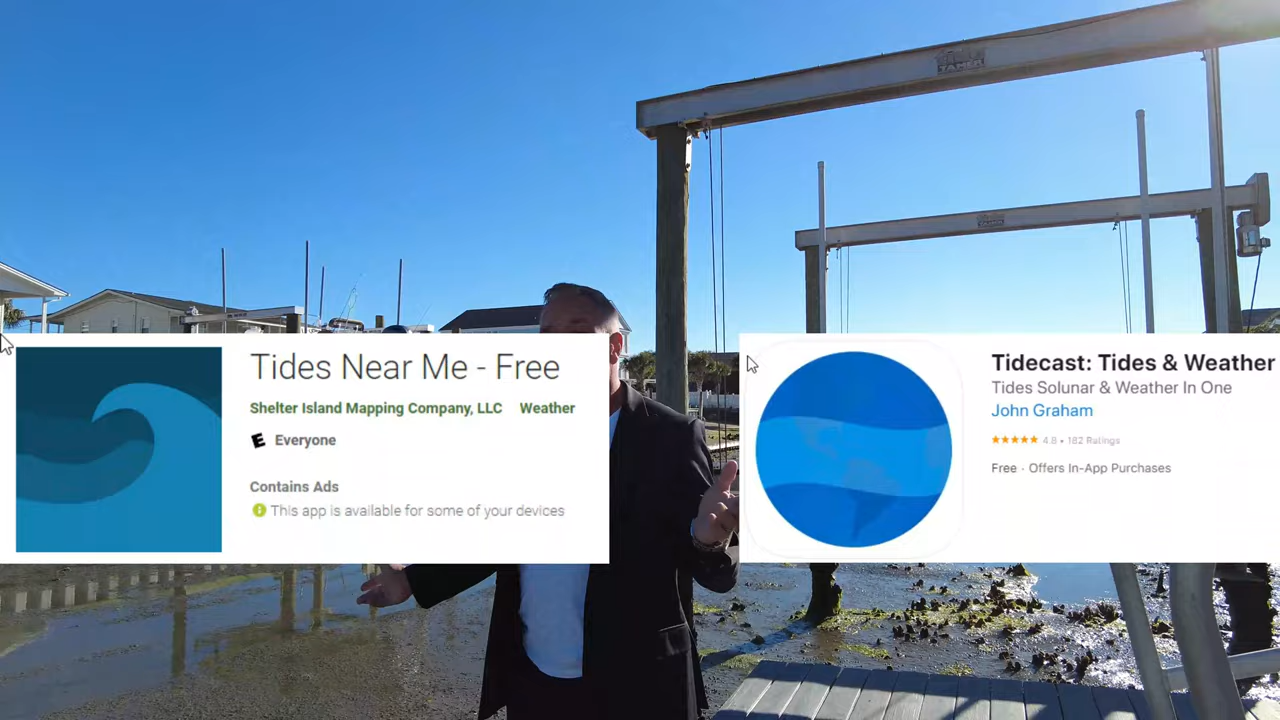 TAMER
Tides Near Me - Free
Shelter Island Mapping Company, LLC Weather
E Everyone
Contains Ads
This app is available for some of your devices
Tidecast: Tides & Weather
Tides Solunar & Weather In One
John Graham
4.8 • 182 Ratings
Free · Offers In-App Purchases